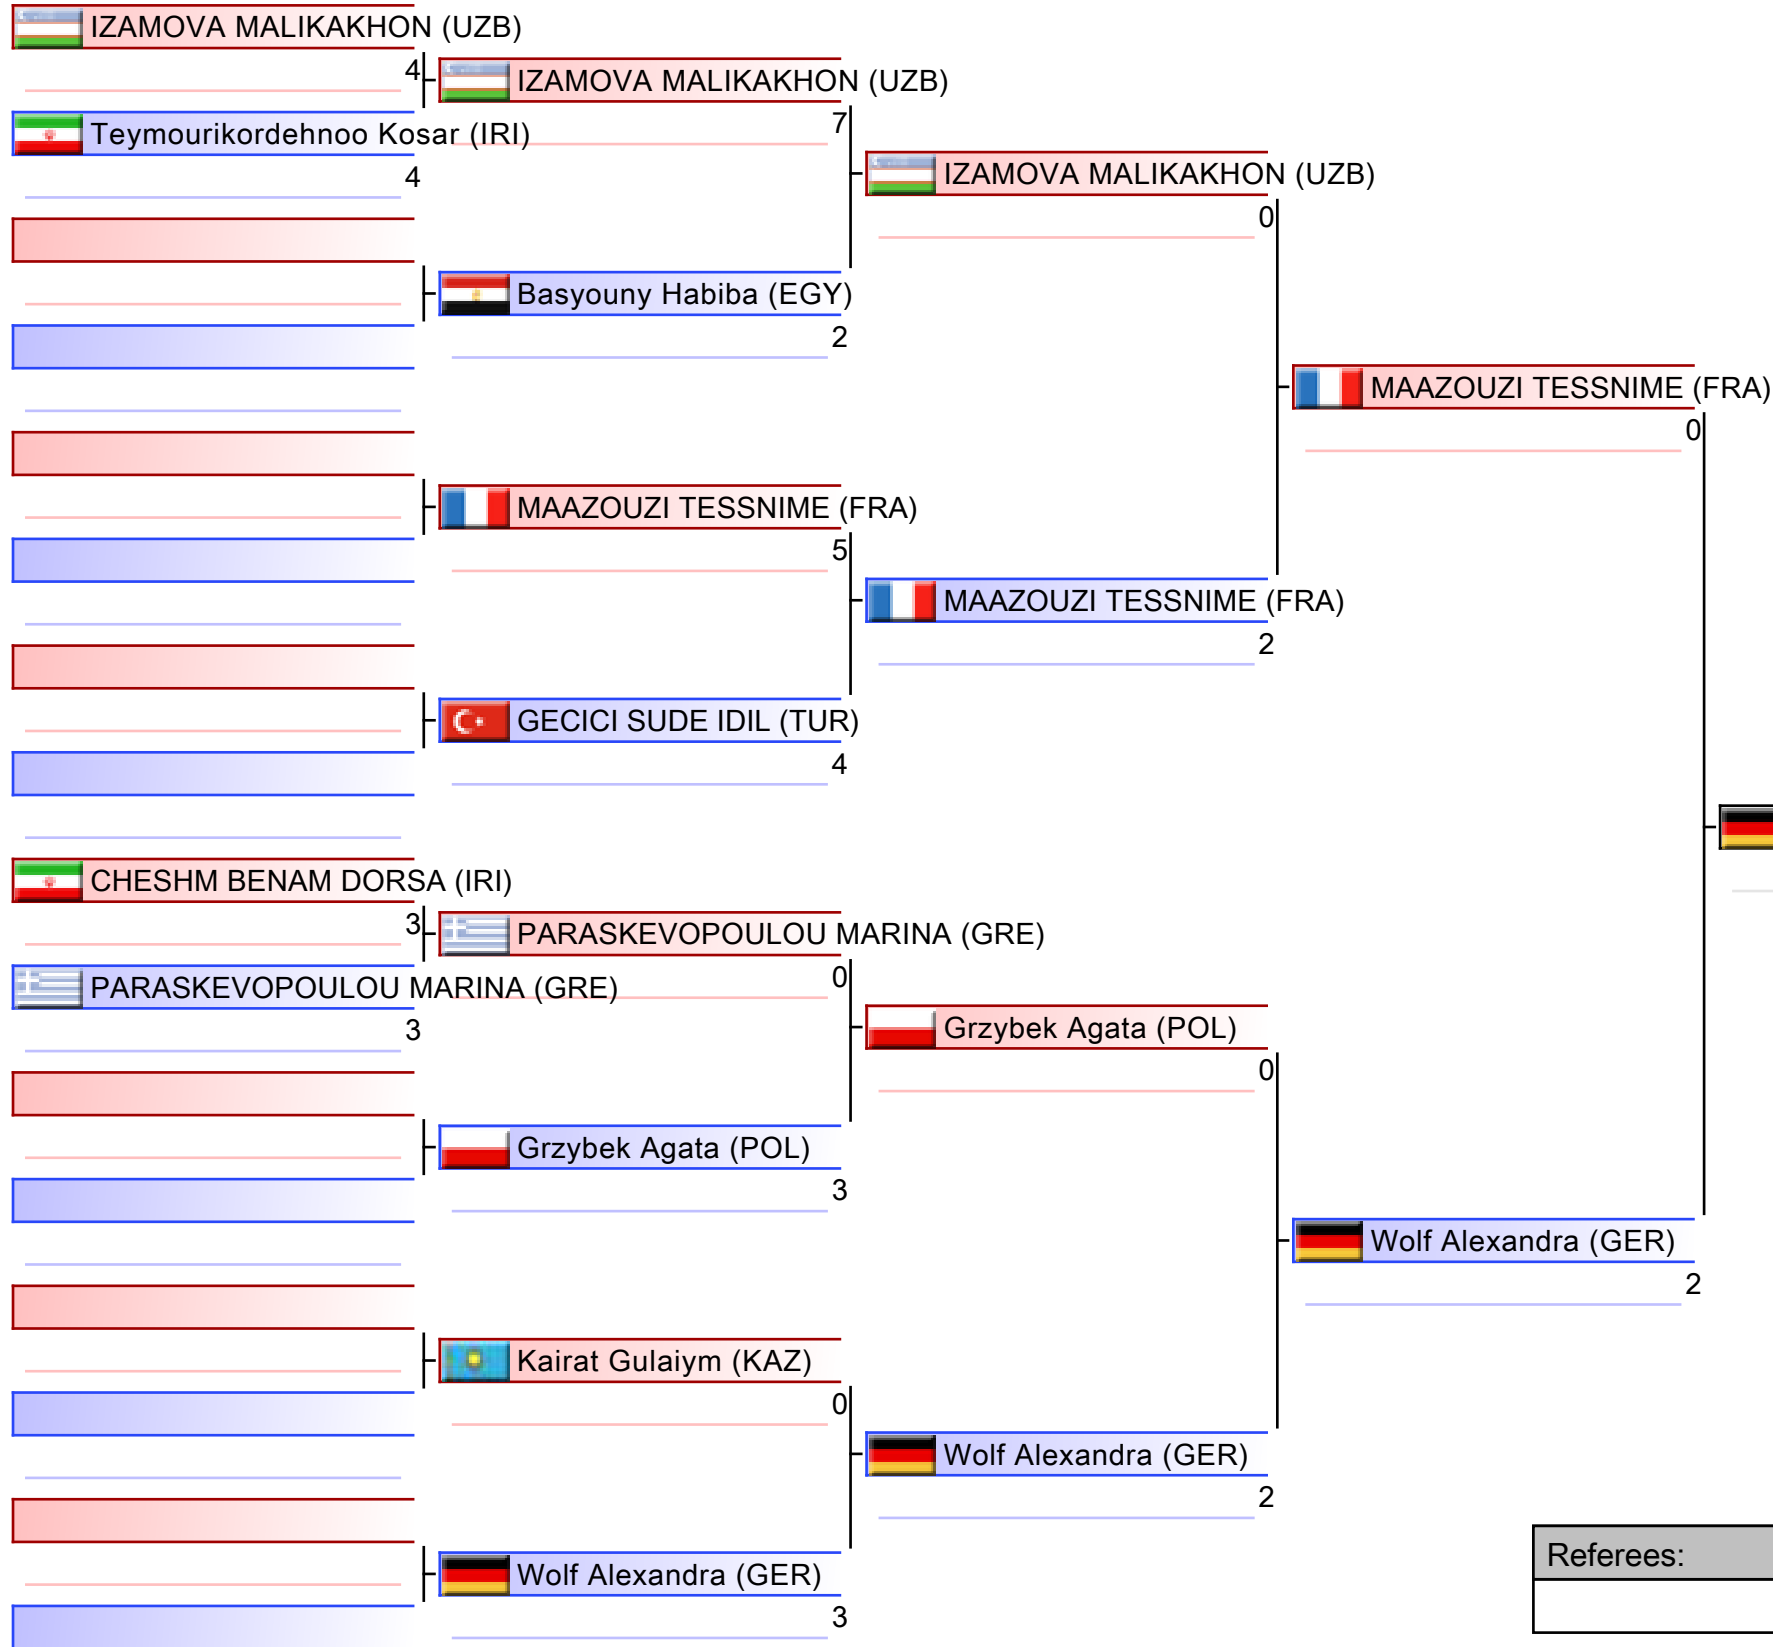 IZAMOVA MALIKAKHON (UZB)
4
IZAMOVA MALIKAKHON (UZB)
7
Teymourikordehnoo Kosar (IRI)
4
IZAMOVA MALIKAKHON (UZB)
0
Basyouny Habiba (EGY)
2
MAAZOUZI TESSNIME (FRA)
0
MAAZOUZI TESSNIME (FRA)
5
MAAZOUZI TESSNIME (FRA)
2
GECICI SUDE IDIL (TUR)
4
CHESHM BENAM DORSA (IRI)
3
PARASKEVOPOULOU MARINA (GRE)
0
PARASKEVOPOULOU MARINA (GRE)
3
Grzybek Agata (POL)
0
Grzybek Agata (POL)
3
Wolf Alexandra (GER)
2
Kairat Gulaiym (KAZ)
0
Wolf Alexandra (GER)
2
Wolf Alexandra (GER)
3
Referees: